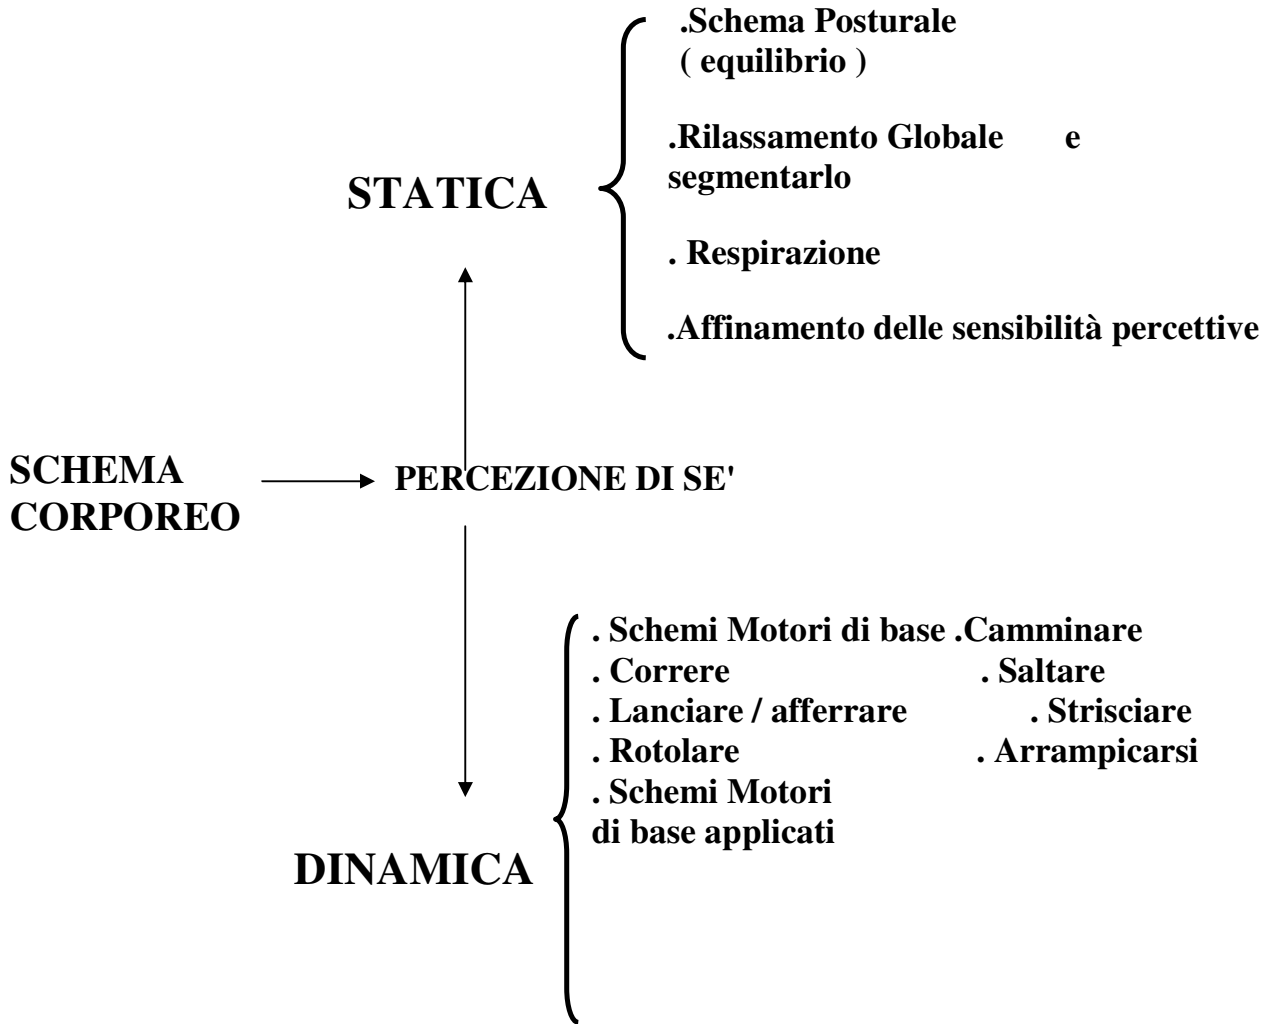 .Schema Posturale
( equilibrio )
.Rilassamento Globale e
segmentarlo
STATICA
. Respirazione
.Affinamento delle sensibilità percettive
SCHEMA
CORPOREO
PERCEZIONE DI SE'
. Schemi Motori di base .Camminare
. Correre . Saltare
. Lanciare / afferrare . Strisciare
. Rotolare . Arrampicarsi
. Schemi Motori
di base applicati
DINAMICA